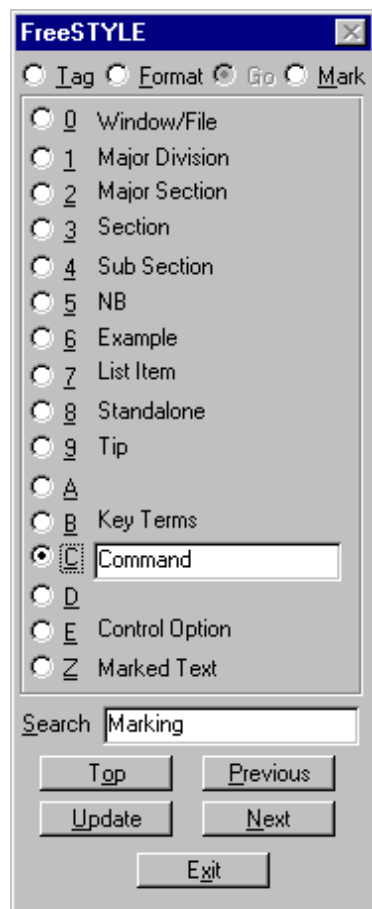 FreeSTYLE
Tag Format Go Mark
0 Window/File
1 Major Division
2 Major Section
3 Section
4 Sub Section
5 NB
6 Example
7 List Item
8 Standalone
9 Tip
A
B Key Terms
C Command
D
E Control Option
Z Marked Text
Search Marking
Top Previous
Update Next
Exit